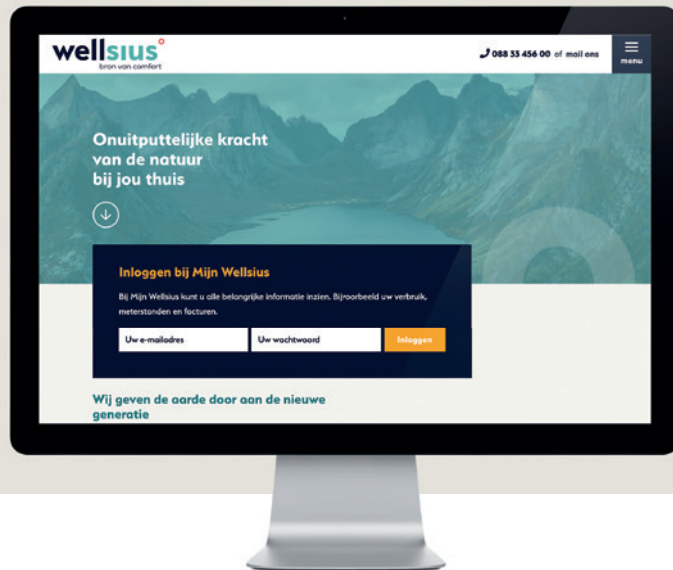 wellsius°
bron van comfort
088 33 456 00 of mail ons
menu
Onuitputtelijke kracht
van de natuur
bij jou thuis
Inloggen bij Mijn Wellsius
Bij Mijn Wellsius kunt u alle belangrijke informatie inzien. Bijvoorbeeld uw verbruik,
meterstanden en facturen.
Uw e-mailadres
Uw wachtwoord
Inloggen
Wij geven de aarde door aan de nieuwe
generatie